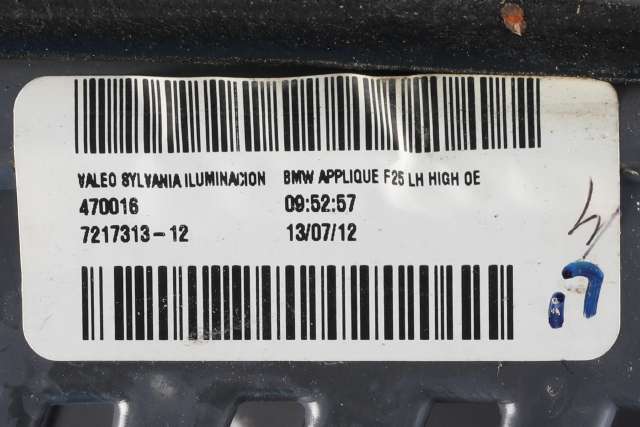 VALEO SYLVANIA ILUMINACION BMW APPLIQUE F25 LH HIGH OE
470016 09:52:57
7217313-12 13/07/12